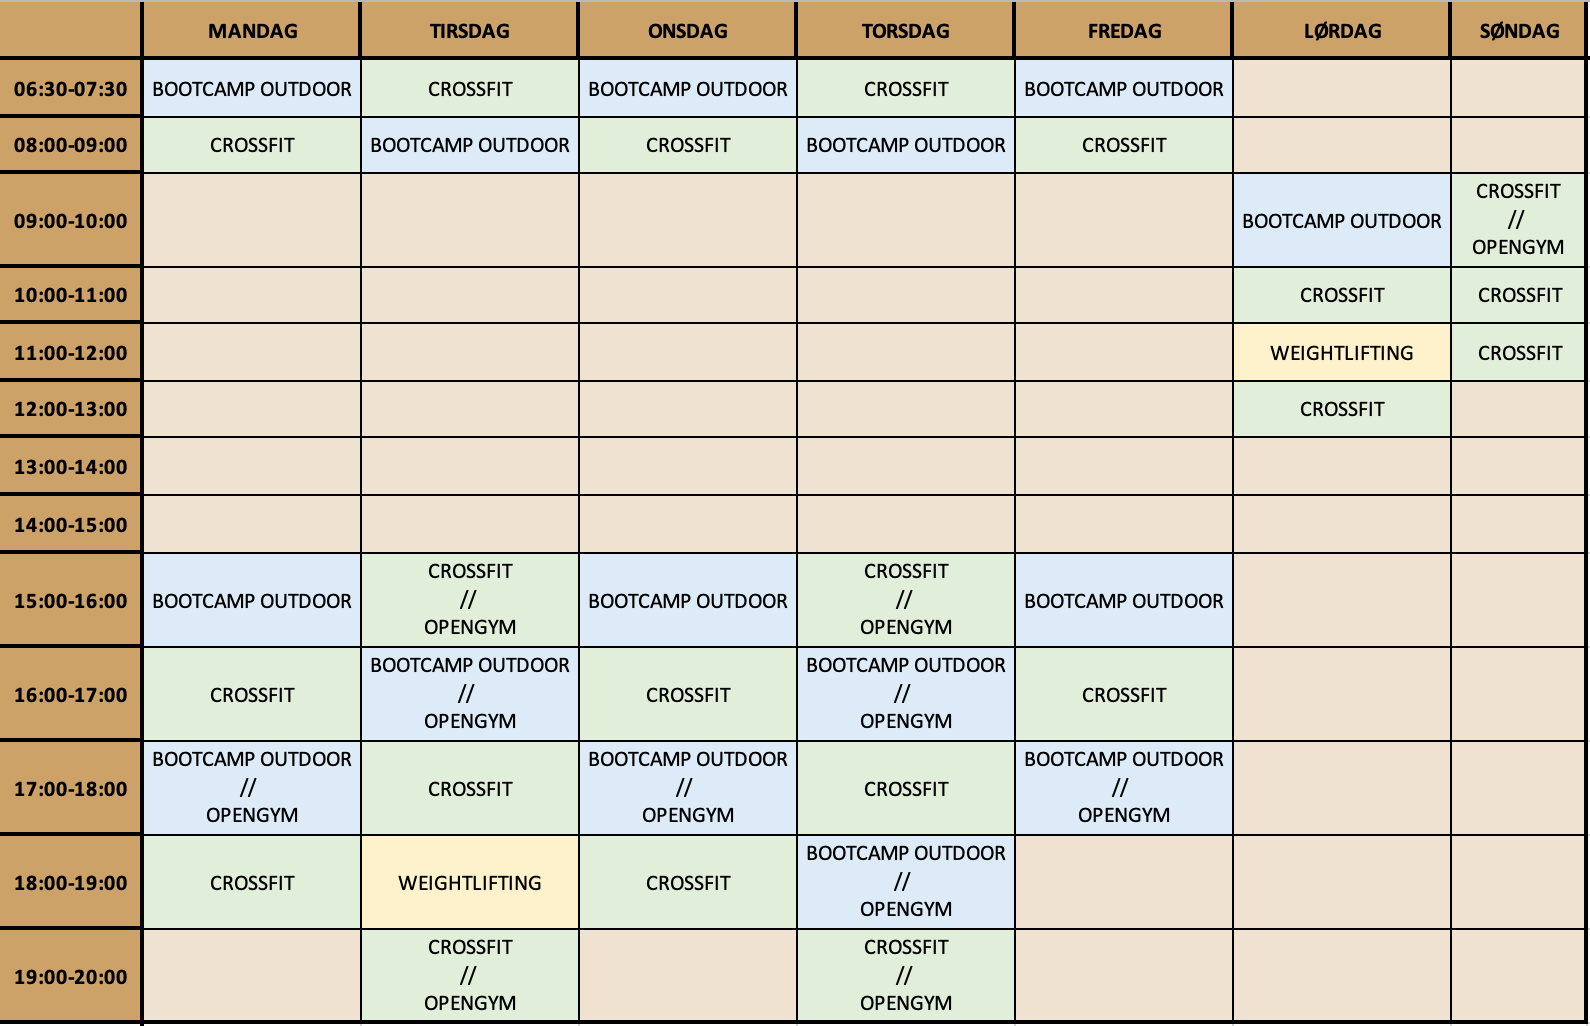 MANDAG TIRSDAG ONSDAG TORSDAG FREDAG LØRDAG SØNDAG
06:30-07:30 BOOTCAMP OUTDOOR CROSSFIT BOOTCAMP OUTDOOR CROSSFIT BOOTCAMP OUTDOOR
08:00-09:00 CROSSFIT BOOTCAMP OUTDOOR CROSSFIT BOOTCAMP OUTDOOR CROSSFIT
09:00-10:00 BOOTCAMP OUTDOOR CROSSFIT // OPENGYM
10:00-11:00 CROSSFIT CROSSFIT
11:00-12:00 WEIGHTLIFTING CROSSFIT
12:00-13:00 CROSSFIT
13:00-14:00
14:00-15:00
15:00-16:00 BOOTCAMP OUTDOOR CROSSFIT // OPENGYM BOOTCAMP OUTDOOR CROSSFIT // OPENGYM BOOTCAMP OUTDOOR
16:00-17:00 CROSSFIT BOOTCAMP OUTDOOR // OPENGYM CROSSFIT BOOTCAMP OUTDOOR // OPENGYM CROSSFIT
17:00-18:00 BOOTCAMP OUTDOOR // OPENGYM CROSSFIT BOOTCAMP OUTDOOR // OPENGYM CROSSFIT BOOTCAMP OUTDOOR // OPENGYM
18:00-19:00 CROSSFIT WEIGHTLIFTING CROSSFIT BOOTCAMP OUTDOOR // OPENGYM
19:00-20:00 CROSSFIT // OPENGYM CROSSFIT // OPENGYM